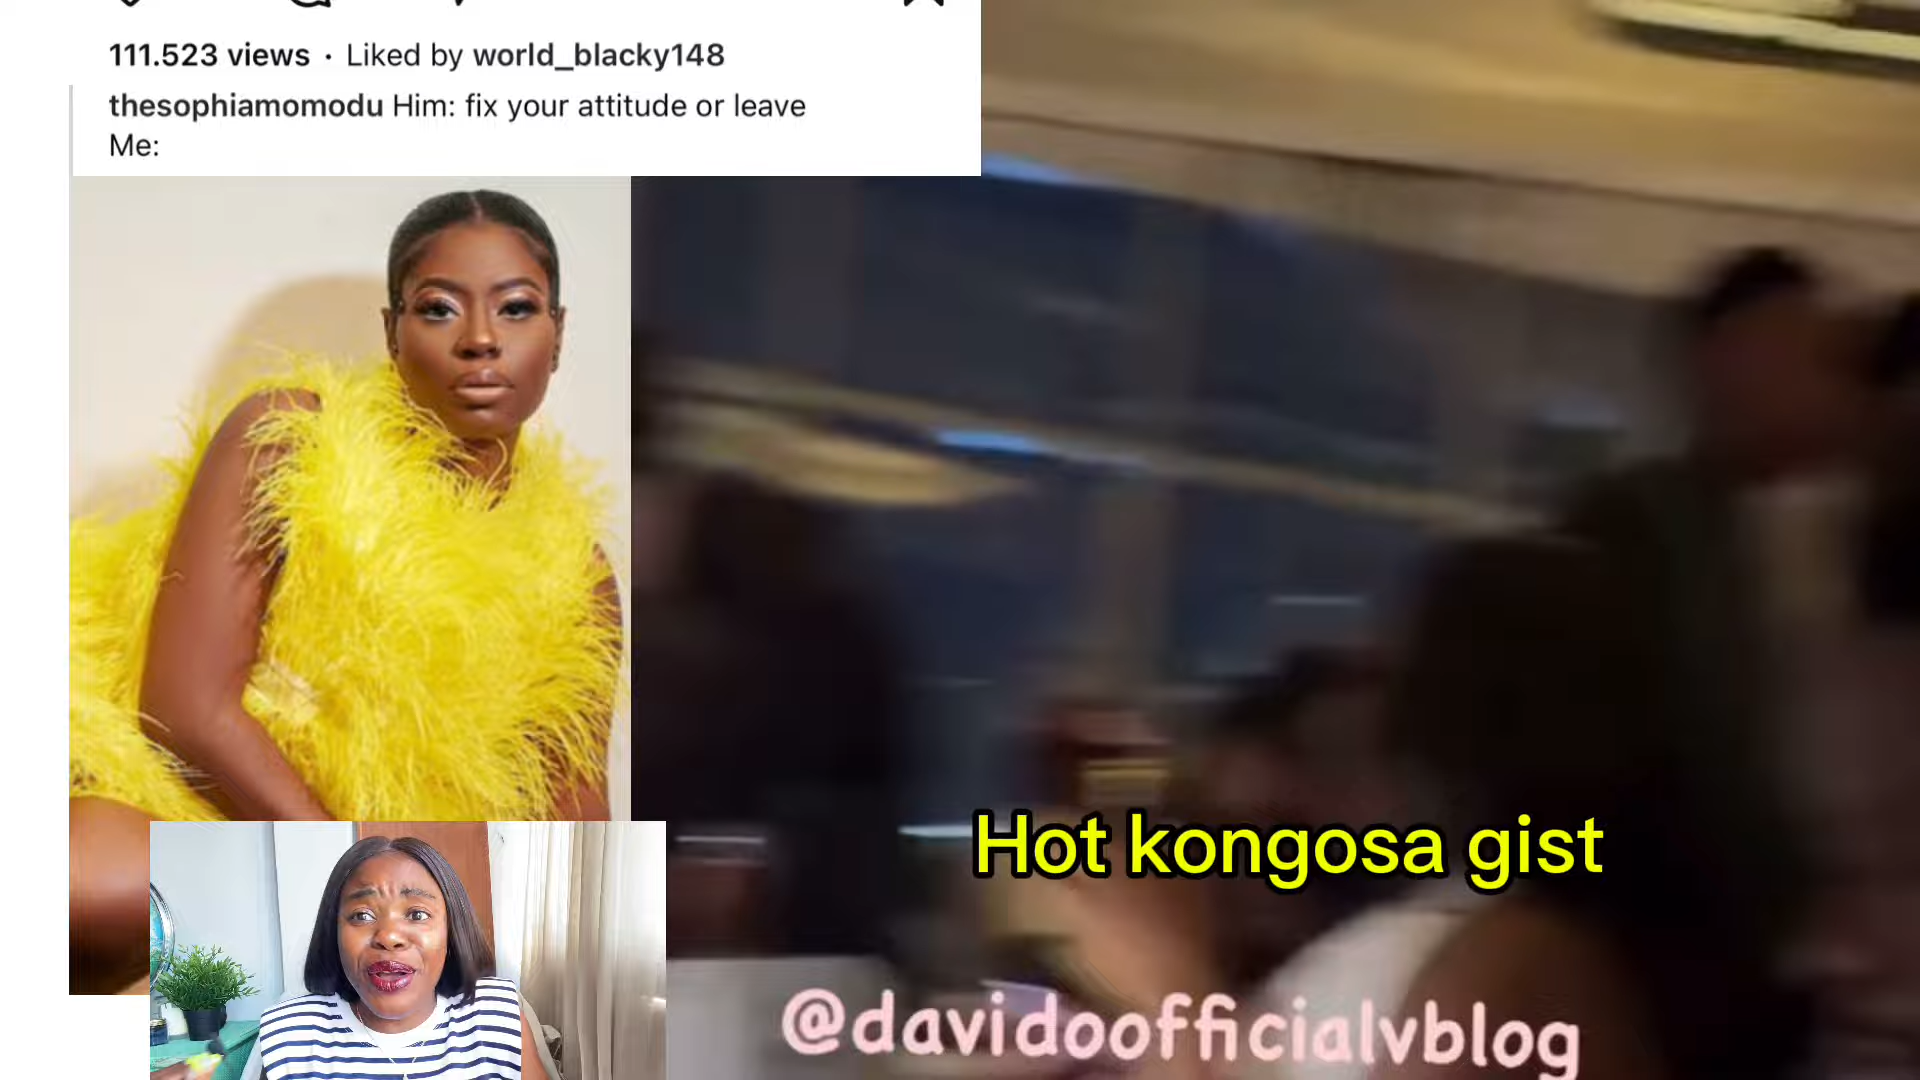 111.523 views · Liked by world_blacky148
thesophiamomodu Him: fix your attitude or leave
Me:
Hot kongosa gist
@davidoofficialvblog